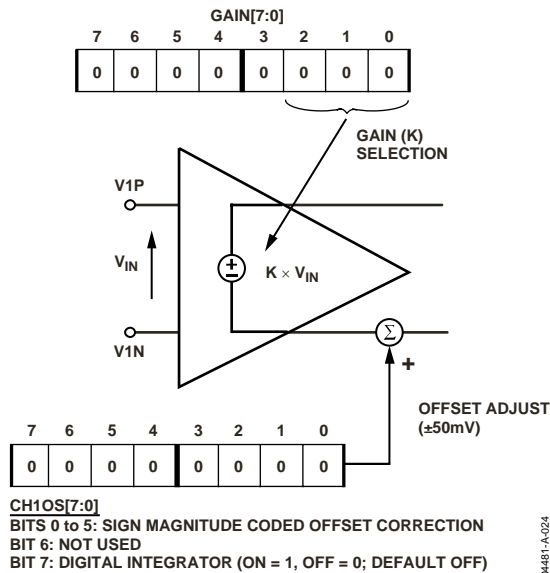 GAIN[7:0]
7 6 5 4 3 2 1 0
0 0 0 0 0 0 0 0
GAIN (K)
SELECTION
V1P
VIN
K × VIN
V1N
Σ
+
OFFSET ADJUST
(±50mV)
7 6 5 4 3 2 1 0
0 0 0 0 0 0 0 0
CH1OS[7:0]
BITS 0 to 5: SIGN MAGNITUDE CODED OFFSET CORRECTION
BIT 6: NOT USED
BIT 7: DIGITAL INTEGRATOR (ON = 1, OFF = 0; DEFAULT OFF)
04481-A-024